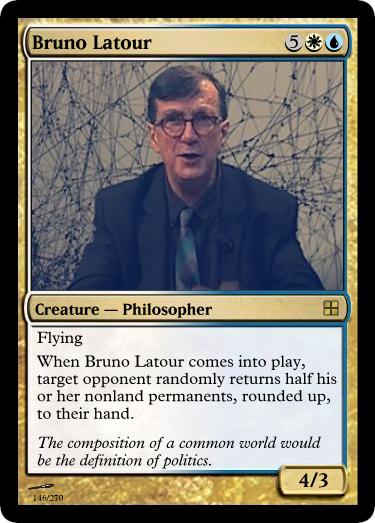 Bruno Latour 5
Creature — Philosopher
Flying
When Bruno Latour comes into play,
target opponent randomly returns half his
or her nonland permanents, rounded up,
to their hand.
The composition of a common world would
be the definition of politics.
4/3
146/270